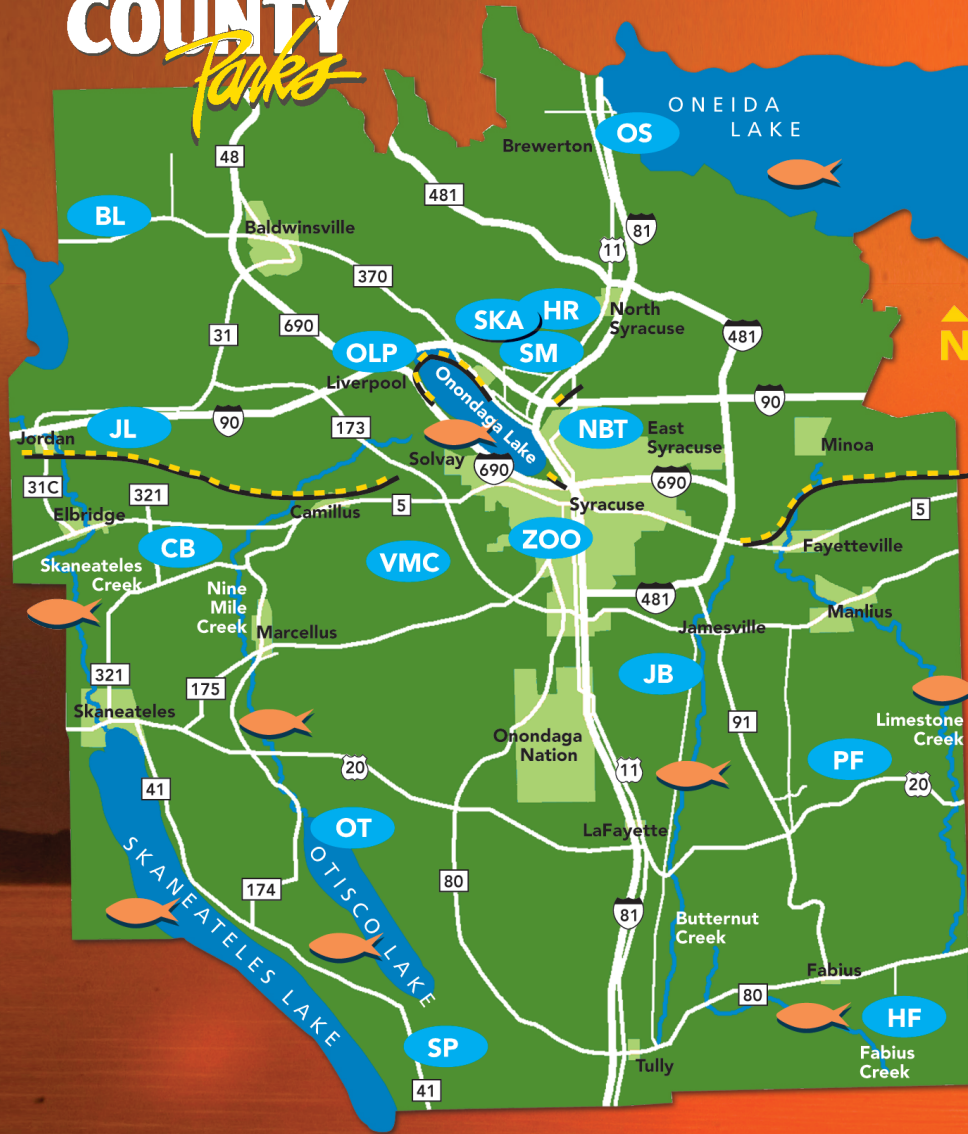 COUNTY
Parks
ONEIDA
LAKE
OS
Brewerton
48
481
BL
81
11
Baldwinsville
370
HR
SKA
North
Syracuse
690
31
481
SM
OLP
Liverpool
Onondaga Lake
90
90
JL
173
NBT
East
Syracuse
Jordan
Minoa
Solvay
690
690
31C
321
5
Syracuse
5
Elbridge
Camillus
ZOO
Fayetteville
CB
VMC
Skaneateles
Creek
Nine
Mile
Creek
481
Manlius
Marcellus
Jamesville
321
JB
175
Skaneateles
91
Limestone
Creek
Onondaga
Nation
PF
20
11
20
41
OT
LaFayette
SKANEATELES LAKE
OTISCO LAKE
80
174
81
Butternut
Creek
Fabius
80
HF
SP
Fabius
Creek
Tully
41
N